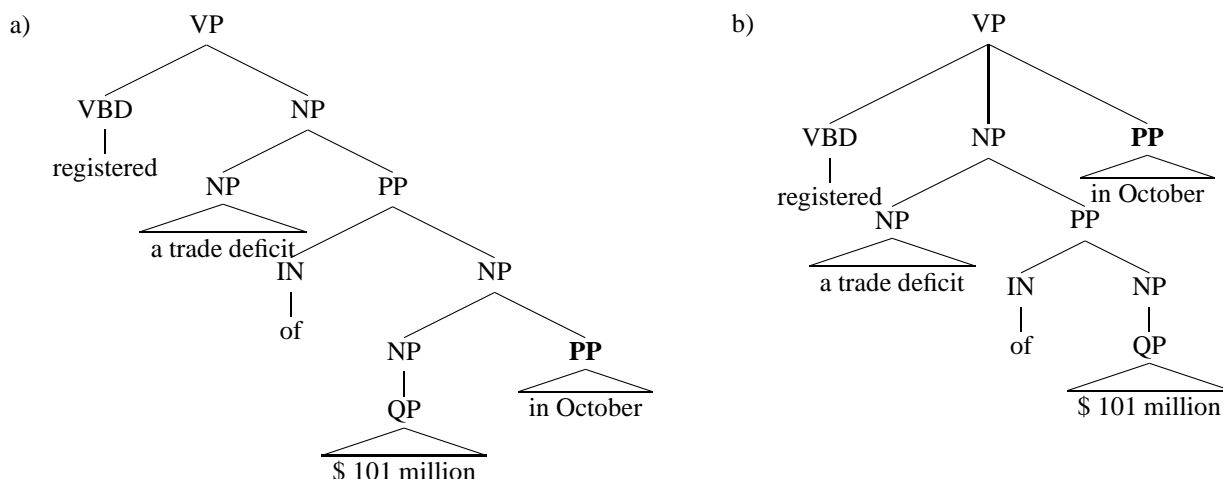 a)
VP
VBD NP
registered
NP PP
a trade deficit
IN NP
of
NP PP
in October
QP
$ 101 million
b)
VP
VBD NP PP
registered in October
NP PP
a trade deficit
IN NP
of QP
$ 101 million